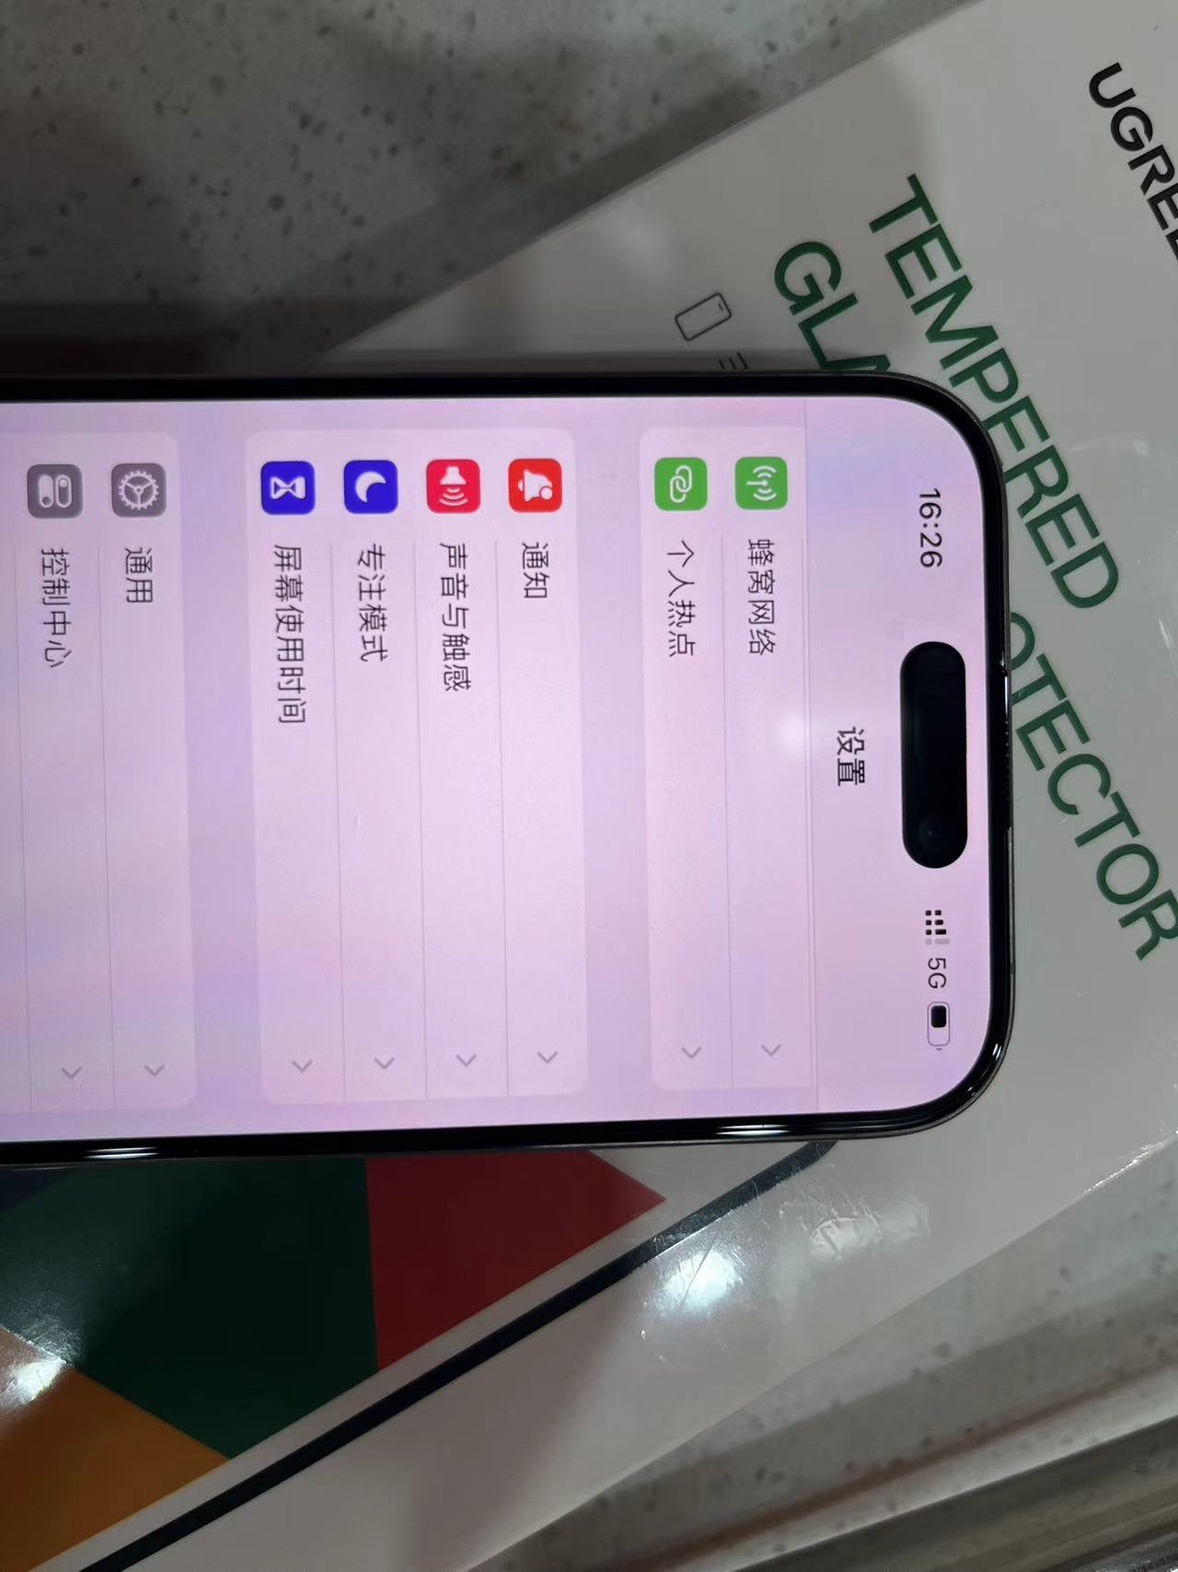 UGREE
TEMPERED
GLA
OTECTOR
16:26
5G
设置
蜂窝网络
个人热点
通知
声音与触感
专注模式
屏幕使用时间
通用
控制中心